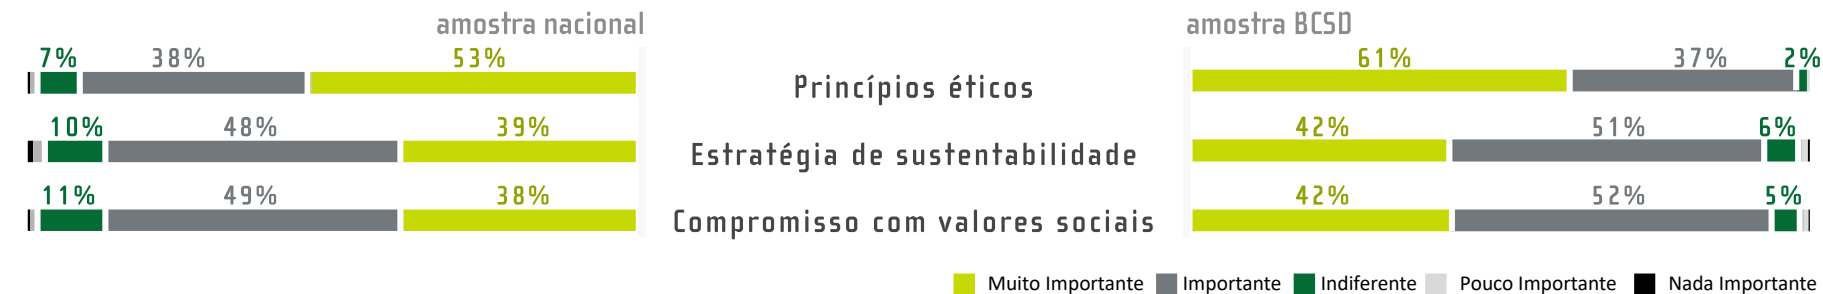 amostra nacional
amostra BCSD
7% 38% 53%
Princípios éticos
61% 37% 2%
10% 48% 39%
Estratégia de sustentabilidade
42% 51% 6%
11% 49% 38%
Compromisso com valores sociais
42% 52% 5%
Muito Importante Importante Indiferente Pouco Importante Nada Importante